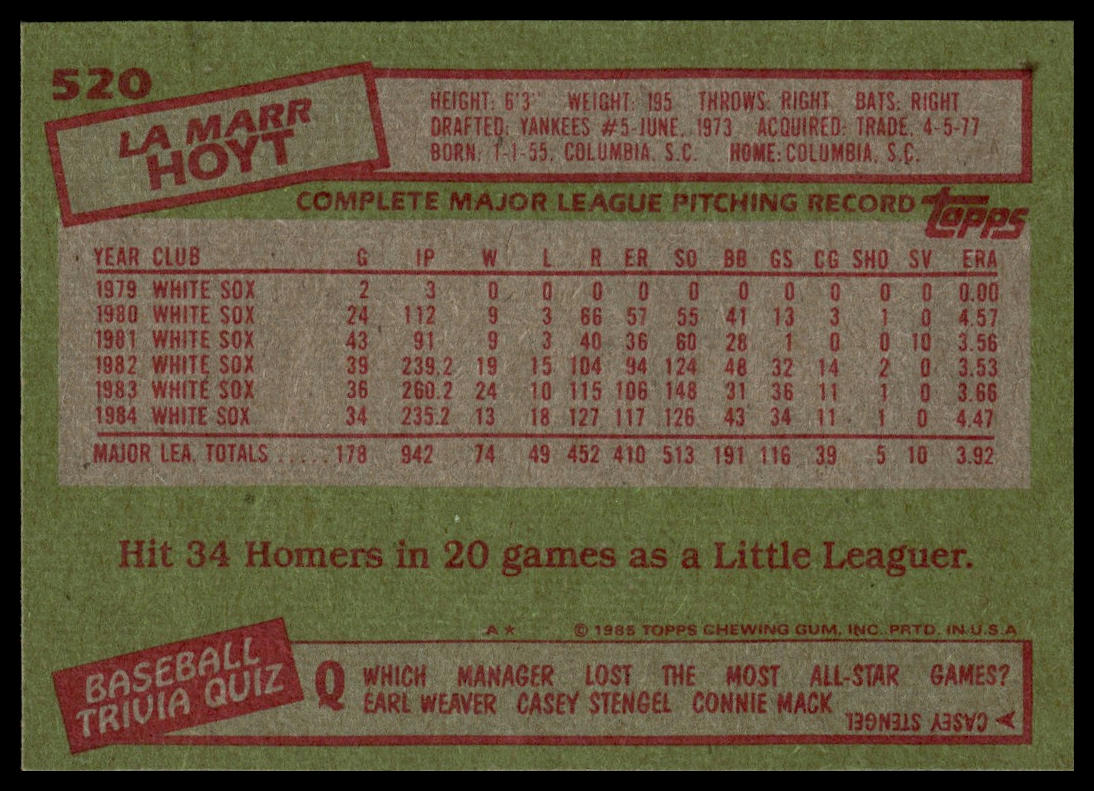 520
LA MARR
HOYT
HEIGHT: 6'3" WEIGHT: 195 THROWS: RIGHT BATS: RIGHT
DRAFTED: YANKEES #5-JUNE, 1973 ACQUIRED: TRADE, 4-5-77
BORN: 1-1-55, COLUMBIA, S.C. HOME: COLUMBIA, S.C.
COMPLETE MAJOR LEAGUE PITCHING RECORD topps
YEAR CLUB G IP W L R ER SO BB GS CG SHO SV ERA
1979 WHITE SOX 2 3 0 0 0 0 0 0 0 0 0 0 0.00
1980 WHITE SOX 24 112 9 3 66 57 55 41 13 3 1 0 4.57
1981 WHITE SOX 43 91 9 3 40 36 60 28 1 0 0 10 3.56
1982 WHITE SOX 39 239.2 19 15 104 94 124 48 32 14 2 0 3.53
1983 WHITE SOX 36 260.2 24 10 115 106 148 31 36 11 1 0 3.66
1984 WHITE SOX 34 235.2 13 18 127 117 126 43 34 11 1 0 4.47
MAJOR LEA. TOTALS ..... 178 942 74 49 452 410 513 191 116 39 5 10 3.92
Hit 34 Homers in 20 games as a Little Leaguer.
A★ © 1985 TOPPS CHEWING GUM, INC. PRTD. IN U.S.A
BASEBALL
TRIVIA QUIZ
Q WHICH MANAGER LOST THE MOST ALL-STAR GAMES?
EARL WEAVER CASEY STENGEL CONNIE MACK
A CASEY STENGEL